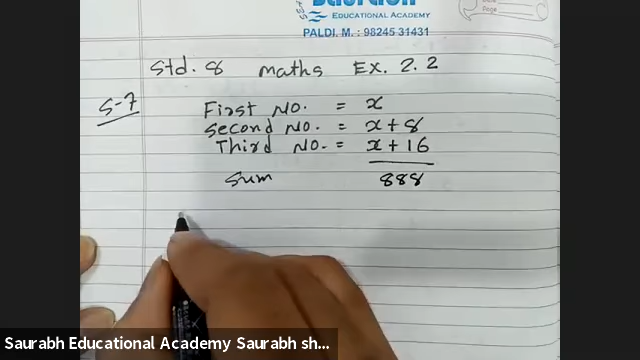 EDUCATIONAL ACADEMY
PALDI. M. : 98245 31431
Page
Std. 8 maths EX. 2.2
S-7
First NO. = x
second NO. = x + 8
Third NO. = x + 16
Sum 888
Saurabh Educational Academy Saurabh sh...